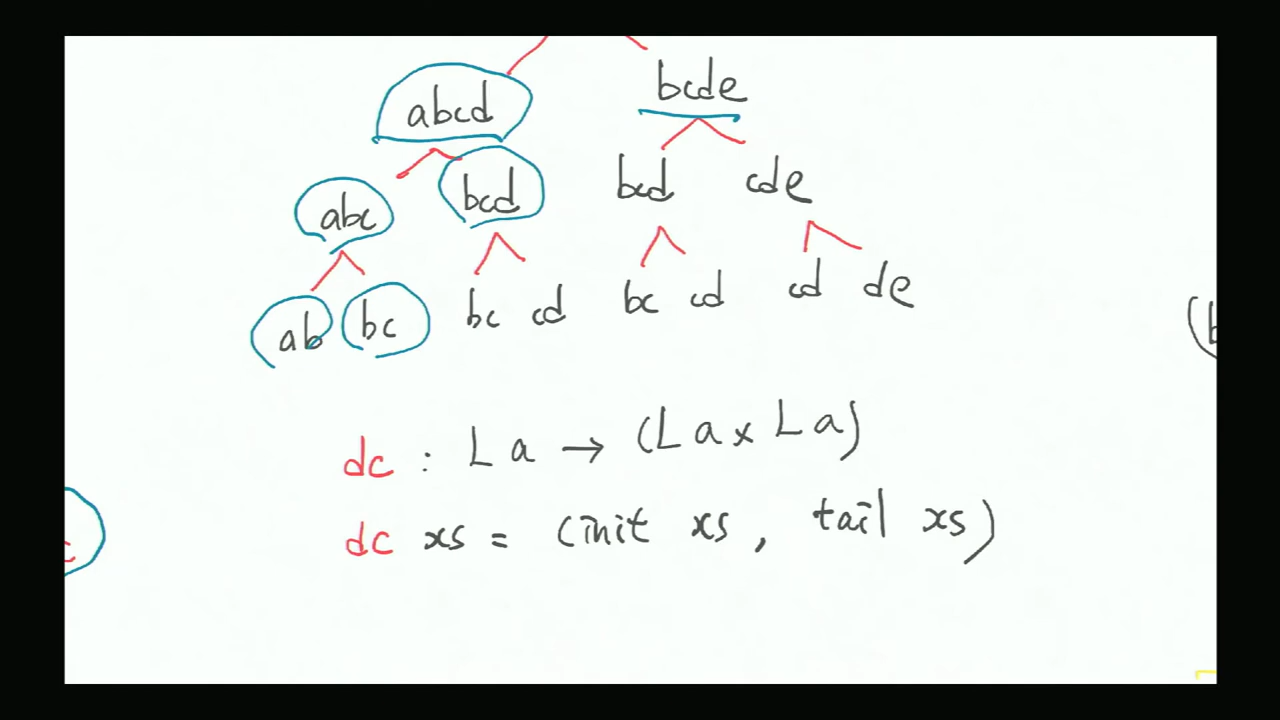 abcd bcde
abc bcd bcd cde
ab bc bc cd bc cd cd de
dc : L a → (L a × L a)
dc xs = (init xs , tail xs)